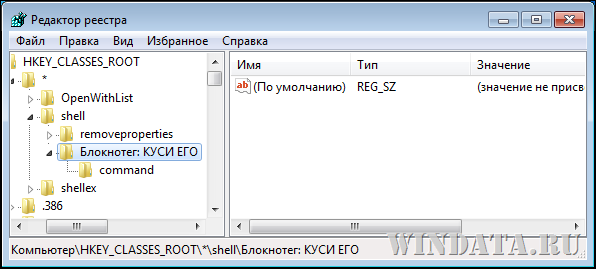 Редактор реестра
Файл Правка Вид Избранное Справка
HKEY_CLASSES_ROOT
*
OpenWithList
shell
removeproperties
Блокнотег: КУСИ ЕГО
command
shellex
.386
Имя Тип Значение
ab (По умолчанию) REG_SZ (значение не присв
Компьютер\HKEY_CLASSES_ROOT\*\shell\Блокнотег: КУСИ ЕГО
WINDATA.RU